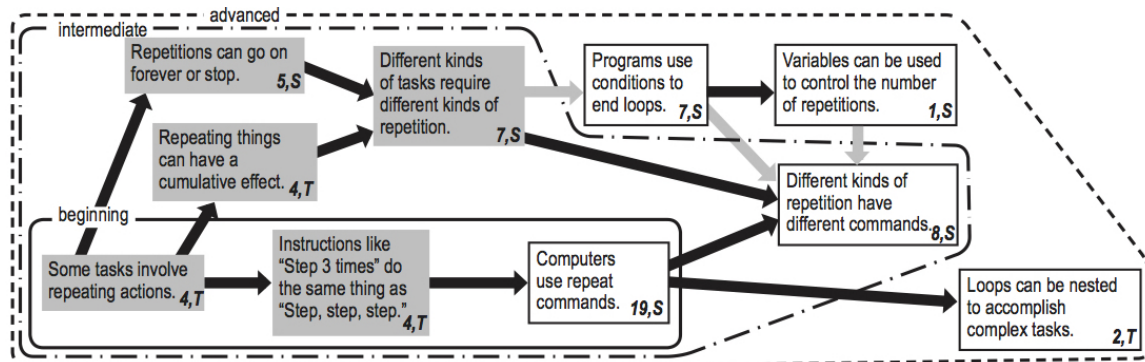 advanced
intermediate
Repetitions can go on
forever or stop.
5,S
Different kinds
of tasks require
different kinds of
repetition.
7,S
Programs use
conditions to
end loops.
7,S
Variables can be used
to control the number
of repetitions.
1,S
Repeating things
can have a
cumulative effect.
4,T
Different kinds of
repetition have
different commands.
8,S
beginning
Some tasks involve
repeating actions.
4,T
Instructions like
“Step 3 times” do
the same thing as
“Step, step, step.”
4,T
Computers
use repeat
commands.
19,S
Loops can be nested
to accomplish
complex tasks.
2,T